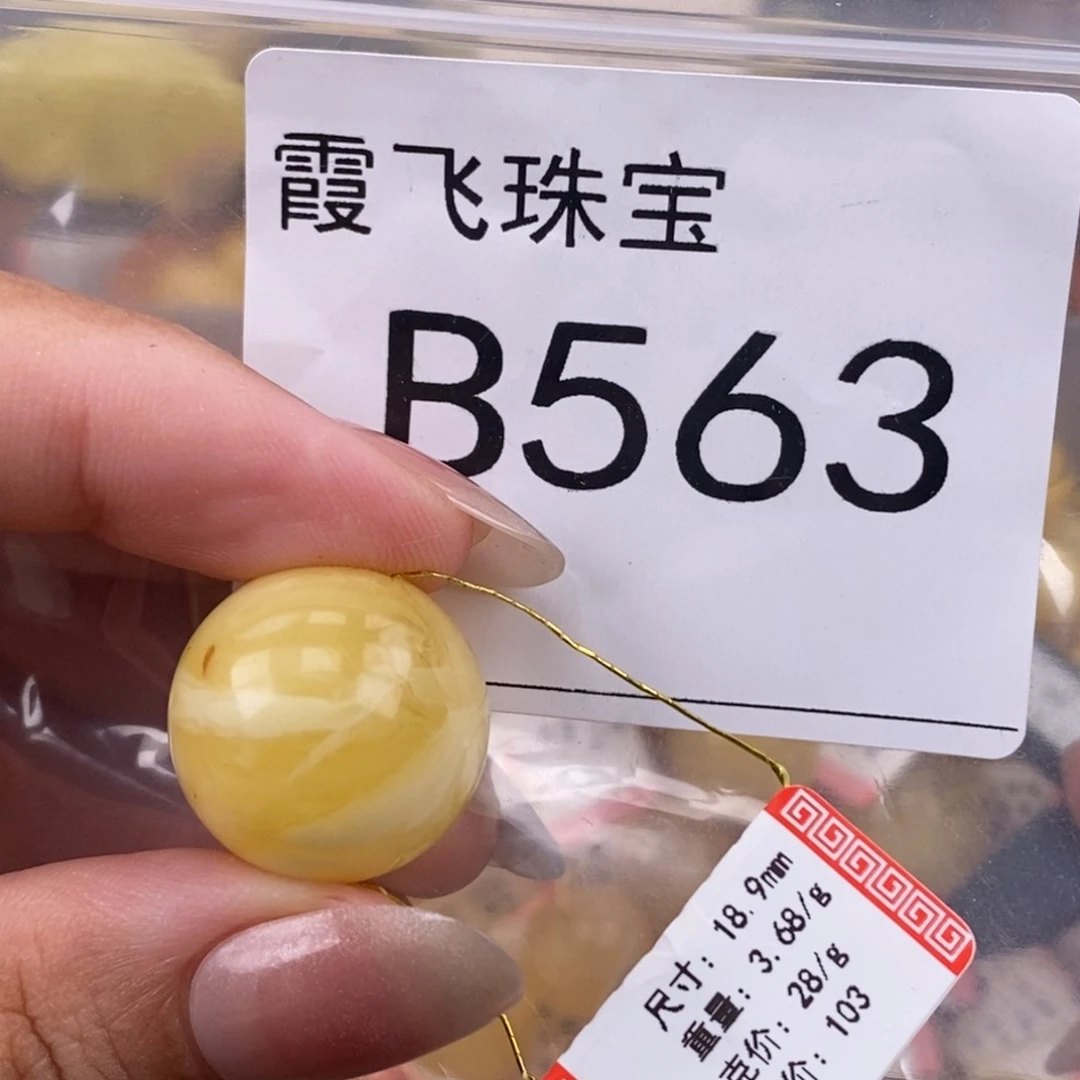 霞飞珠宝
B563
尺寸: 18.9mm
重量: 3.68/g
克价: 28/g
价: 103